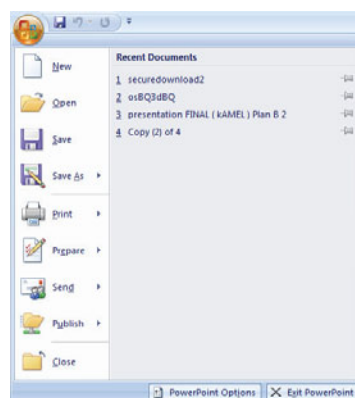 Recent Documents
New
1 securedownload2
2 osBQ3dBQ
Open
3 presentation FINAL ( kAMEL ) Plan B 2
4 Copy (2) of 4
Save
Save As
Print
Prepare
Send
Publish
Close
PowerPoint Options
Exit PowerPoint